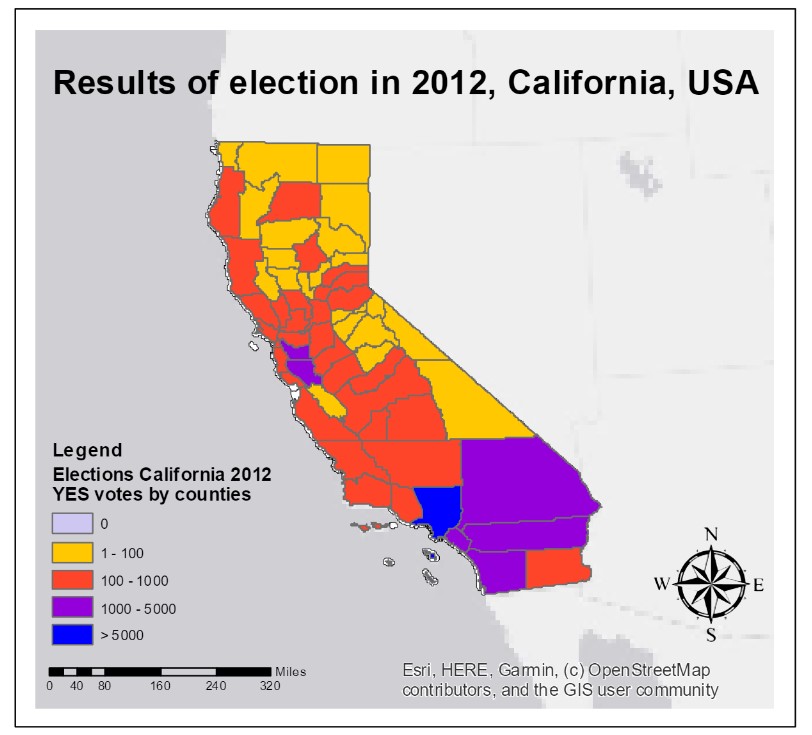 Results of election in 2012, California, USA
Legend
Elections California 2012
YES votes by counties
0
1 - 100
100 - 1000
1000 - 5000
> 5000
N
W E
S
Miles
0 40 80 160 240 320
Esri, HERE, Garmin, (c) OpenStreetMap
contributors, and the GIS user community